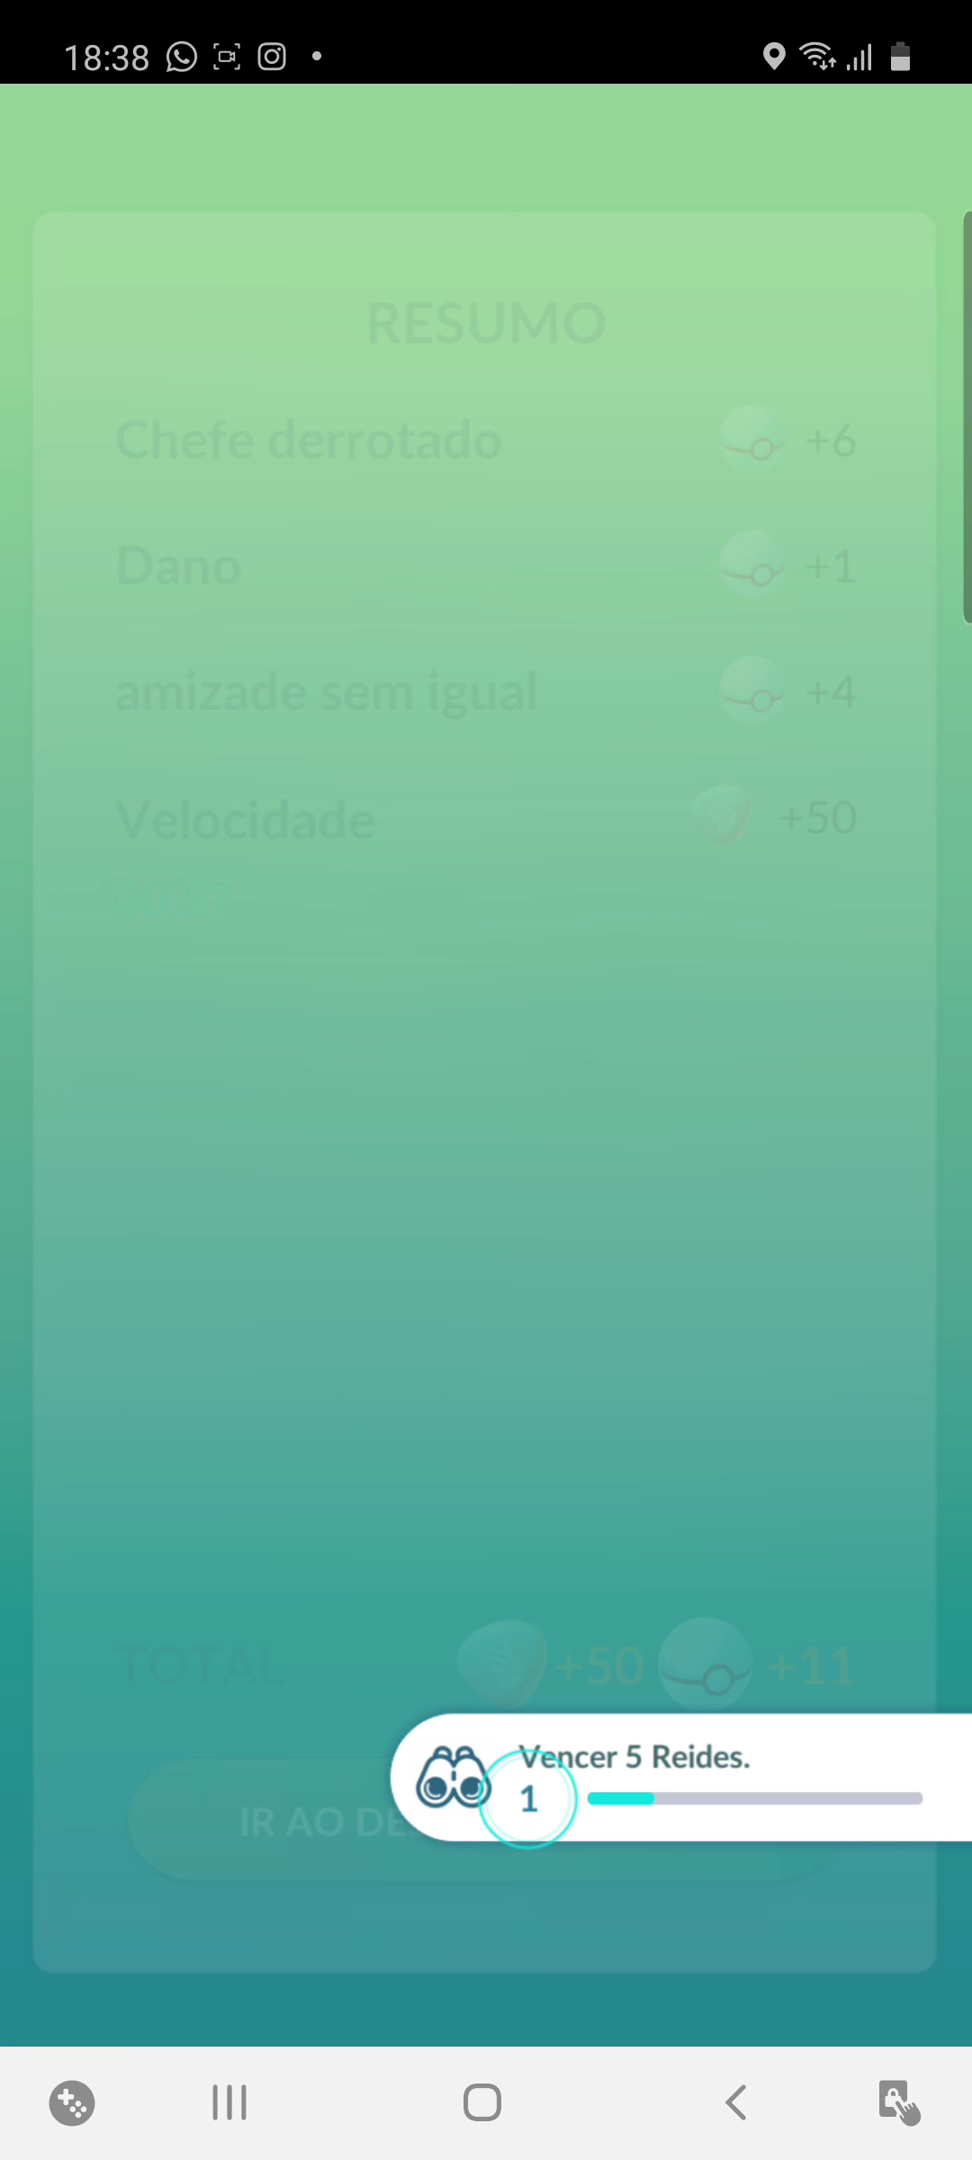 18:38
RESUMO
Chefe derrotado +6
Dano +1
amizade sem igual +4
Velocidade +50
TOTAL +50 +11
Vencer 5 Reides.
1
IR AO DE